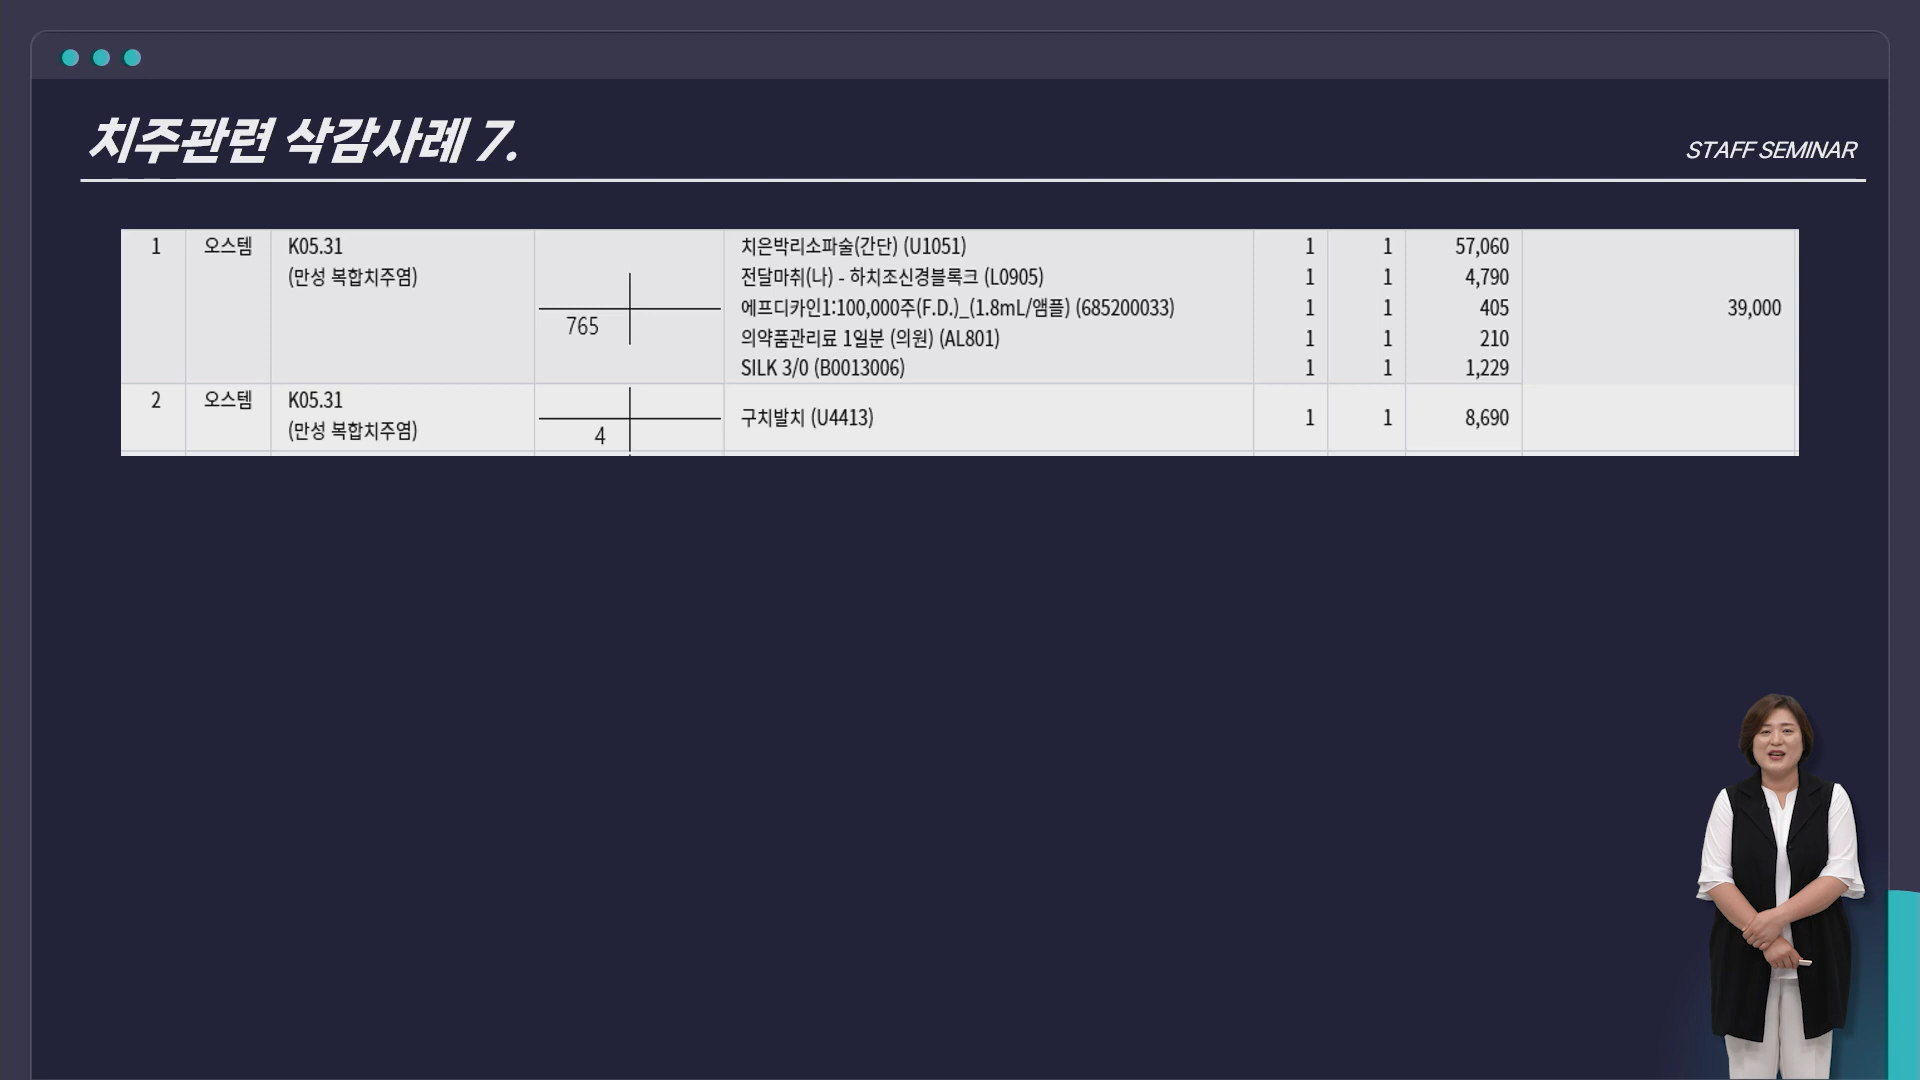 치주관련 삭감사례 7.
STAFF SEMINAR
1 오스템 K05.31 치은박리소파술(간단) (U1051) 1 1 57,060
(만성 복합치주염) 전달마취(나) - 하치조신경블록크 (L0905) 1 1 4,790
에프디카인1:100,000주(F.D.)_(1.8mL/앰플) (685200033) 1 1 405 39,000
765 의약품관리료 1일분 (의원) (AL801) 1 1 210
SILK 3/0 (B0013006) 1 1 1,229
2 오스템 K05.31
구치발치 (U4413) 1 1 8,690
(만성 복합치주염) 4